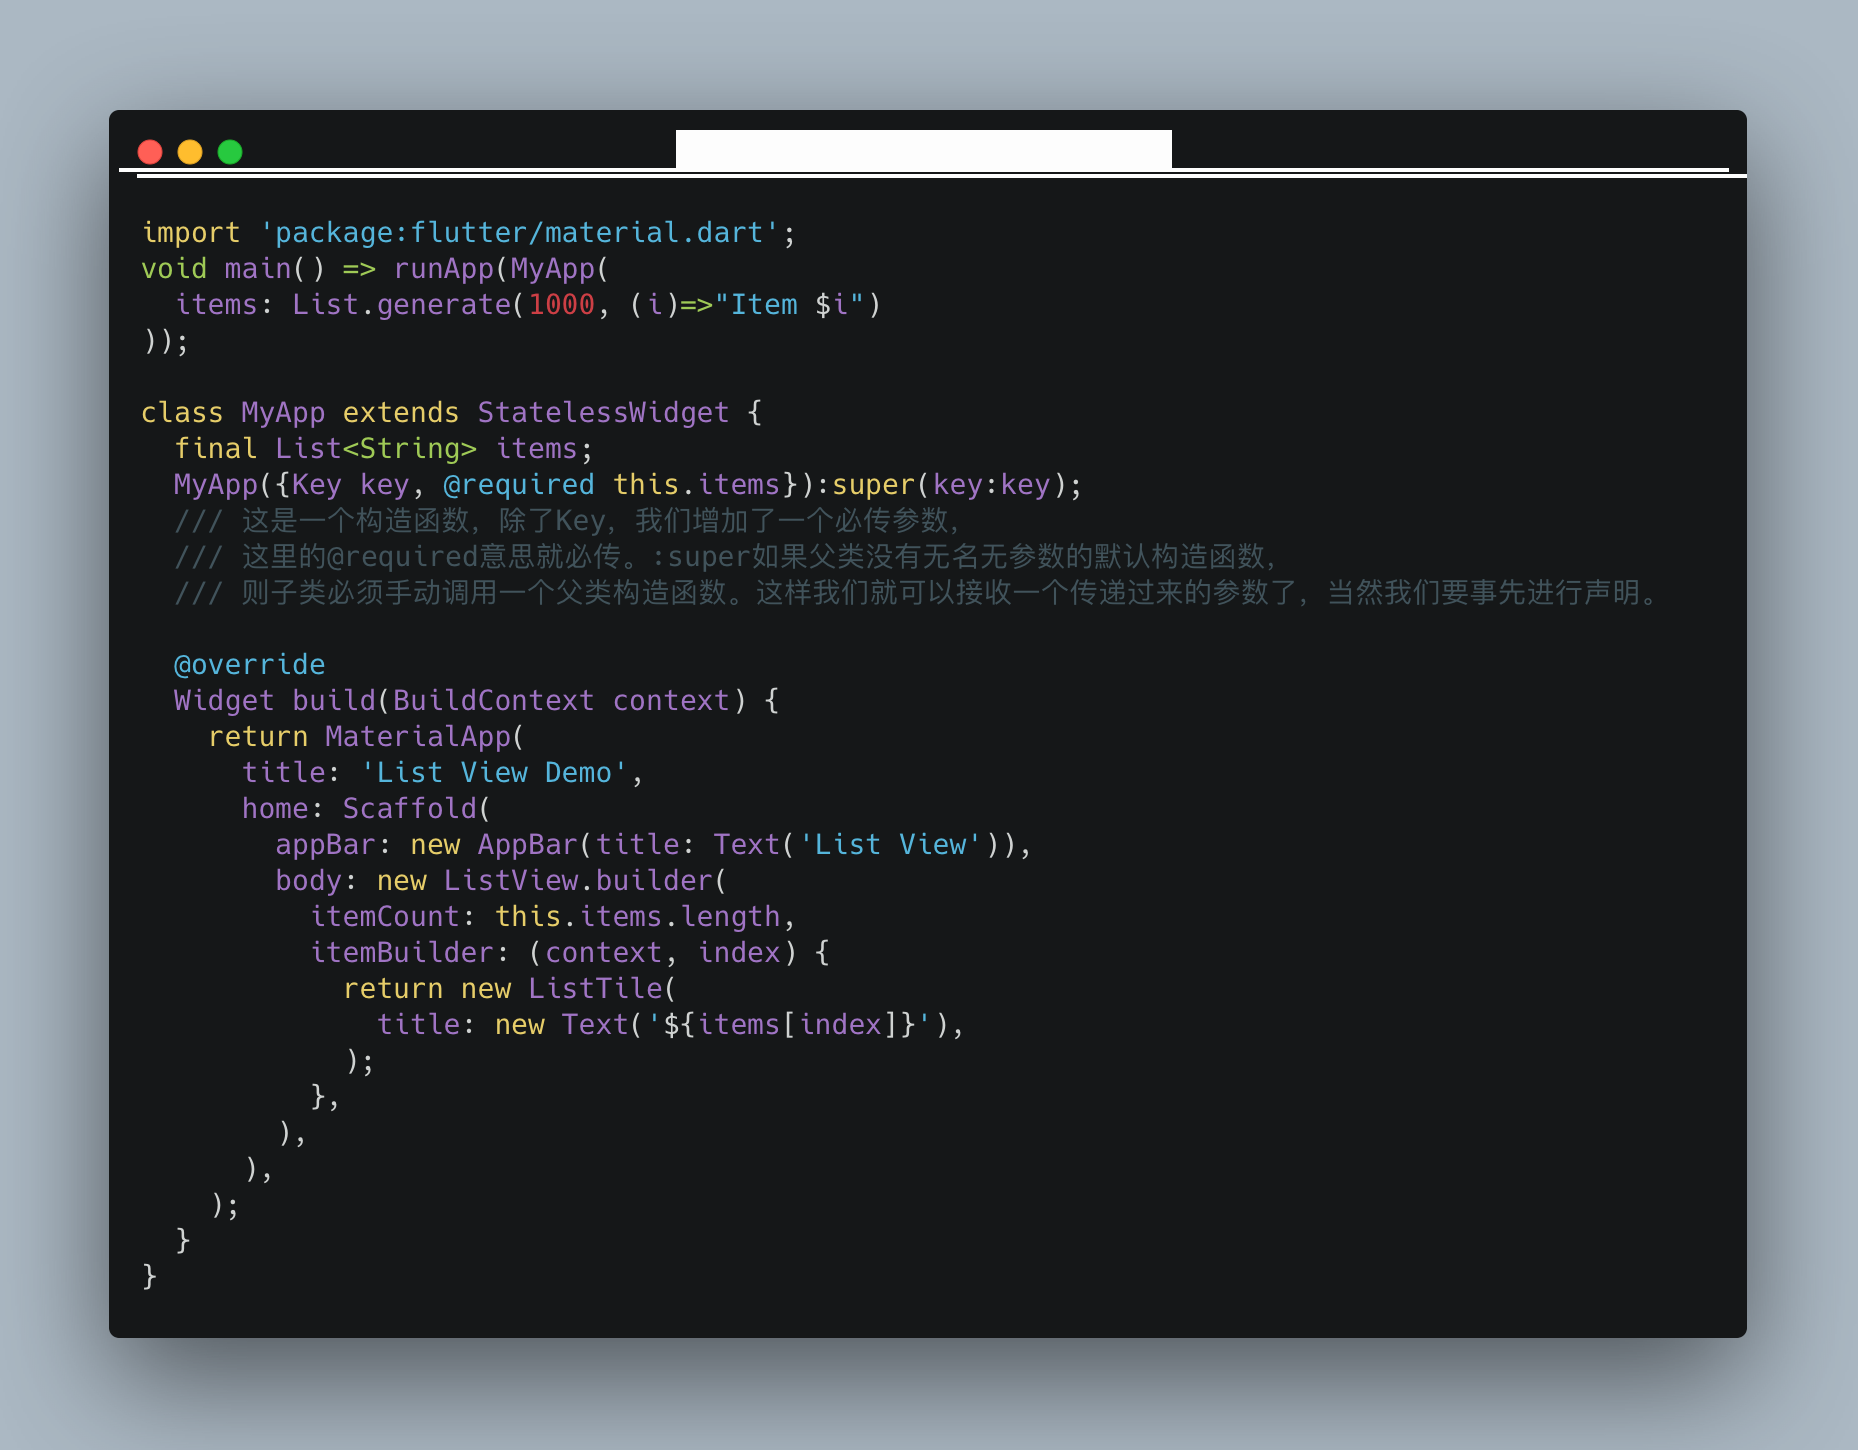 import 'package:flutter/material.dart';
void main() => runApp(MyApp(
  items: List.generate(1000, (i)=>"Item $i")
));

class MyApp extends StatelessWidget {
  final List<String> items;
  MyApp({Key key, @required this.items}):super(key:key);
  /// 这是一个构造函数，除了Key，我们增加了一个必传参数，
  /// 这里的@required意思就必传。:super如果父类没有无名无参数的默认构造函数，
  /// 则子类必须手动调用一个父类构造函数。这样我们就可以接收一个传递过来的参数了，当然我们要事先进行声明。

  @override
  Widget build(BuildContext context) {
    return MaterialApp(
      title: 'List View Demo',
      home: Scaffold(
        appBar: new AppBar(title: Text('List View')),
        body: new ListView.builder(
          itemCount: this.items.length,
          itemBuilder: (context, index) {
            return new ListTile(
              title: new Text('${items[index]}'),
            );
          },
        ),
      ),
    );
  }
}